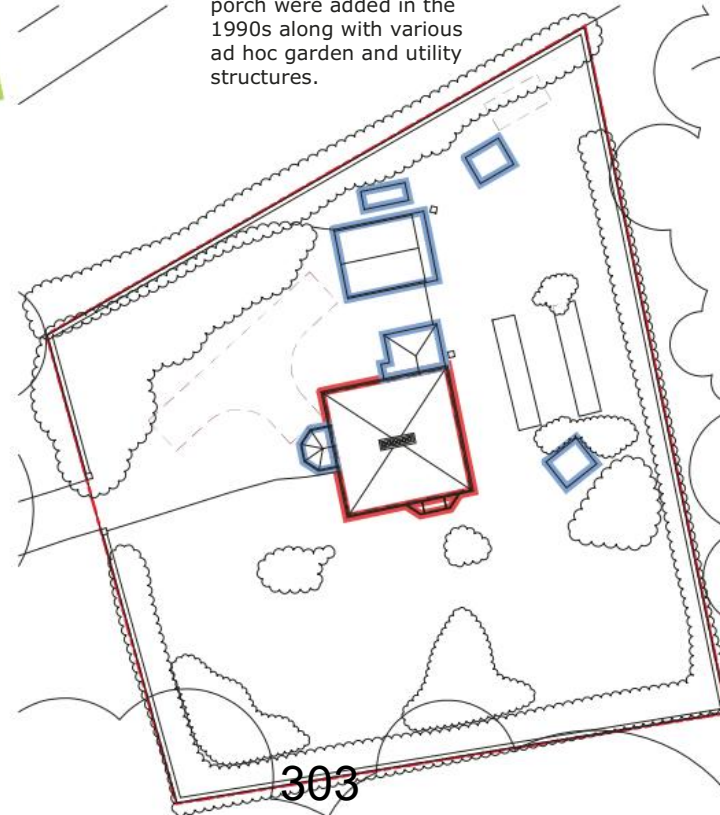 porch were added in the
1990s along with various
ad hoc garden and utility
structures.
303